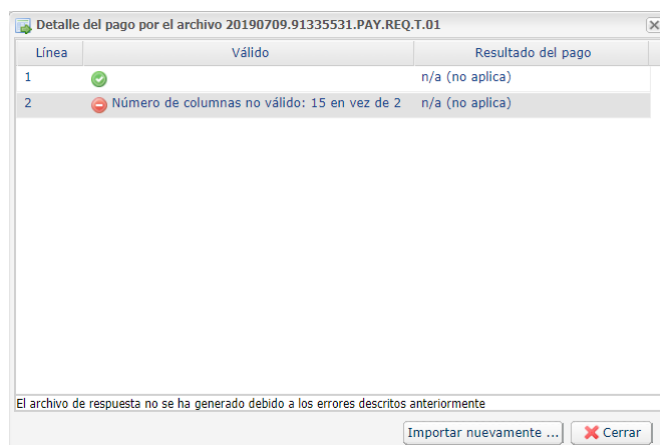 Detalle del pago por el archivo 20190709.91335531.PAY.REQ.T.01
Línea Válido Resultado del pago
1 n/a (no aplica)
2 Número de columnas no válido: 15 en vez de 2 n/a (no aplica)
El archivo de respuesta no se ha generado debido a los errores descritos anteriormente
Importar nuevamente ... Cerrar